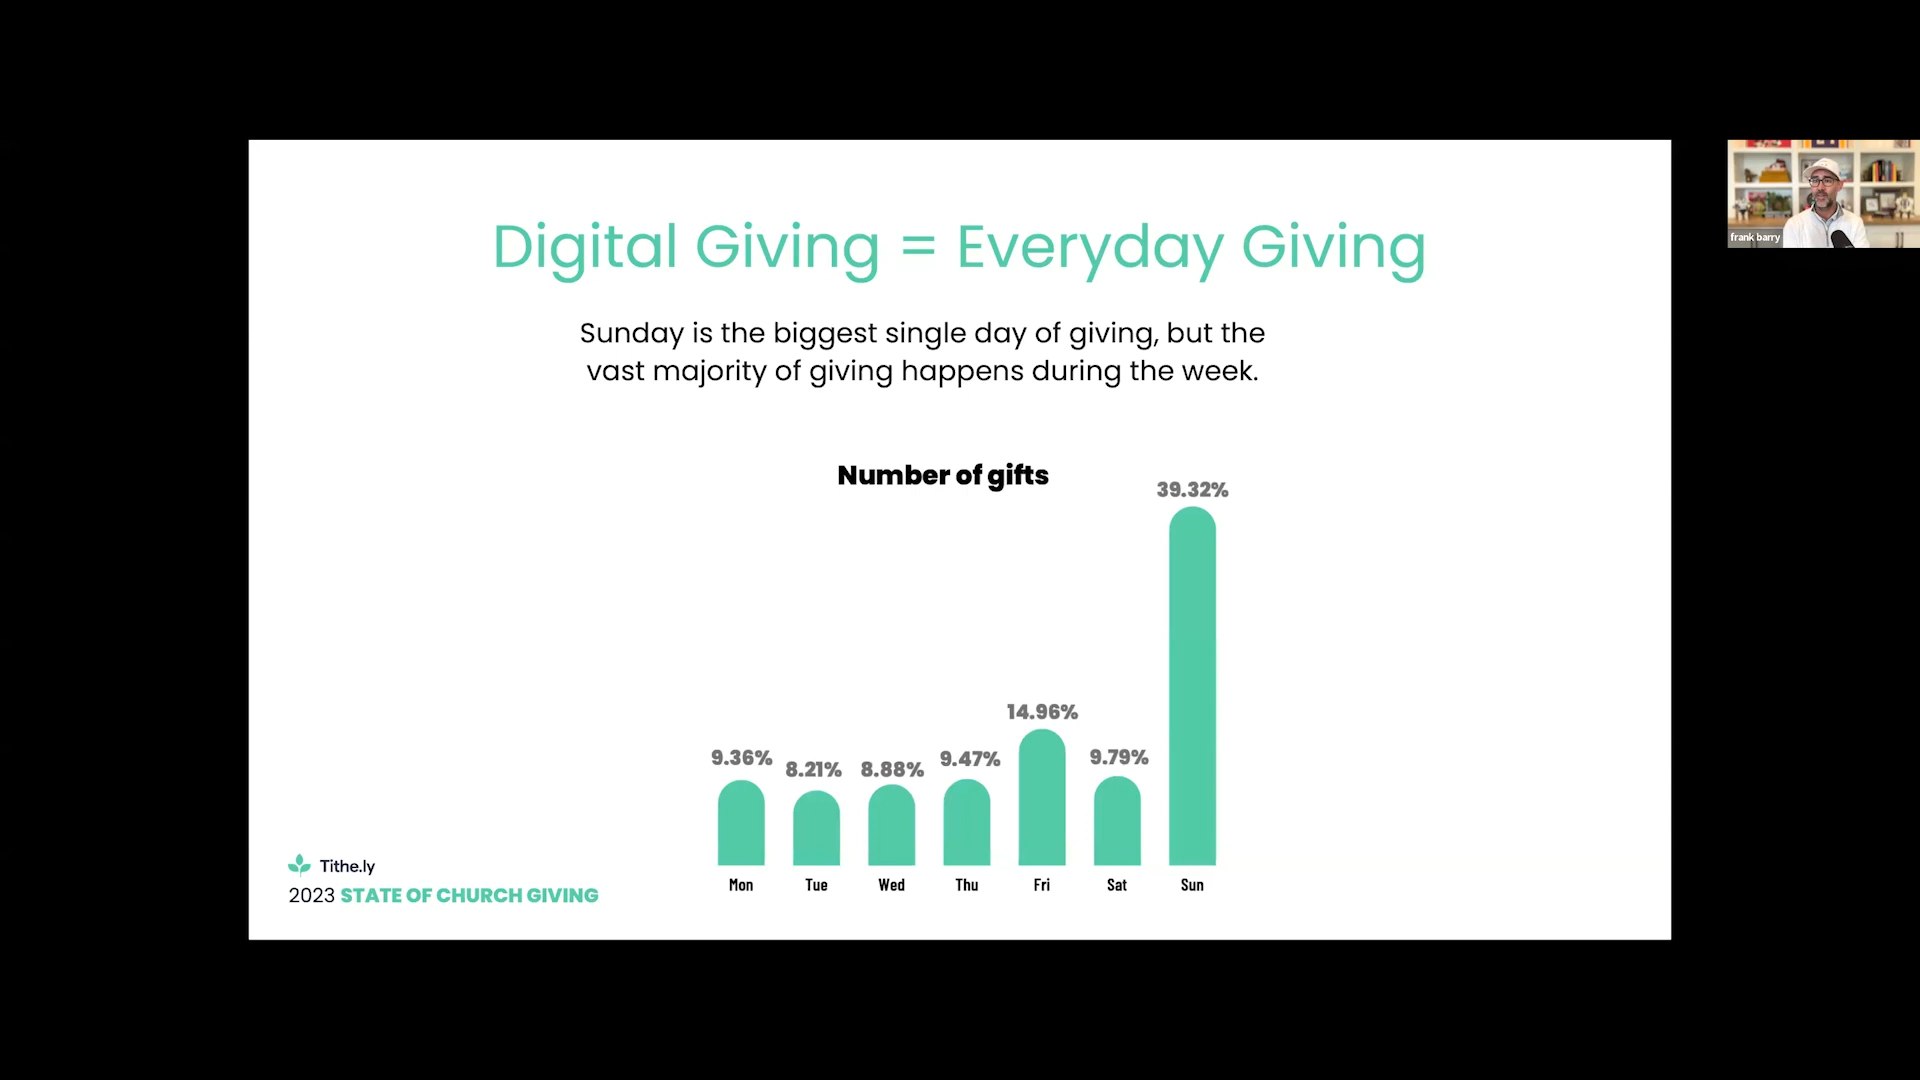 Digital Giving = Everyday Giving
Sunday is the biggest single day of giving, but the
vast majority of giving happens during the week.
Number of gifts
39.32%
14.96%
9.36%
8.21%
8.88%
9.47%
9.79%
Mon
Tue
Wed
Thu
Fri
Sat
Sun
Tithe.ly
2023 STATE OF CHURCH GIVING
frank barry